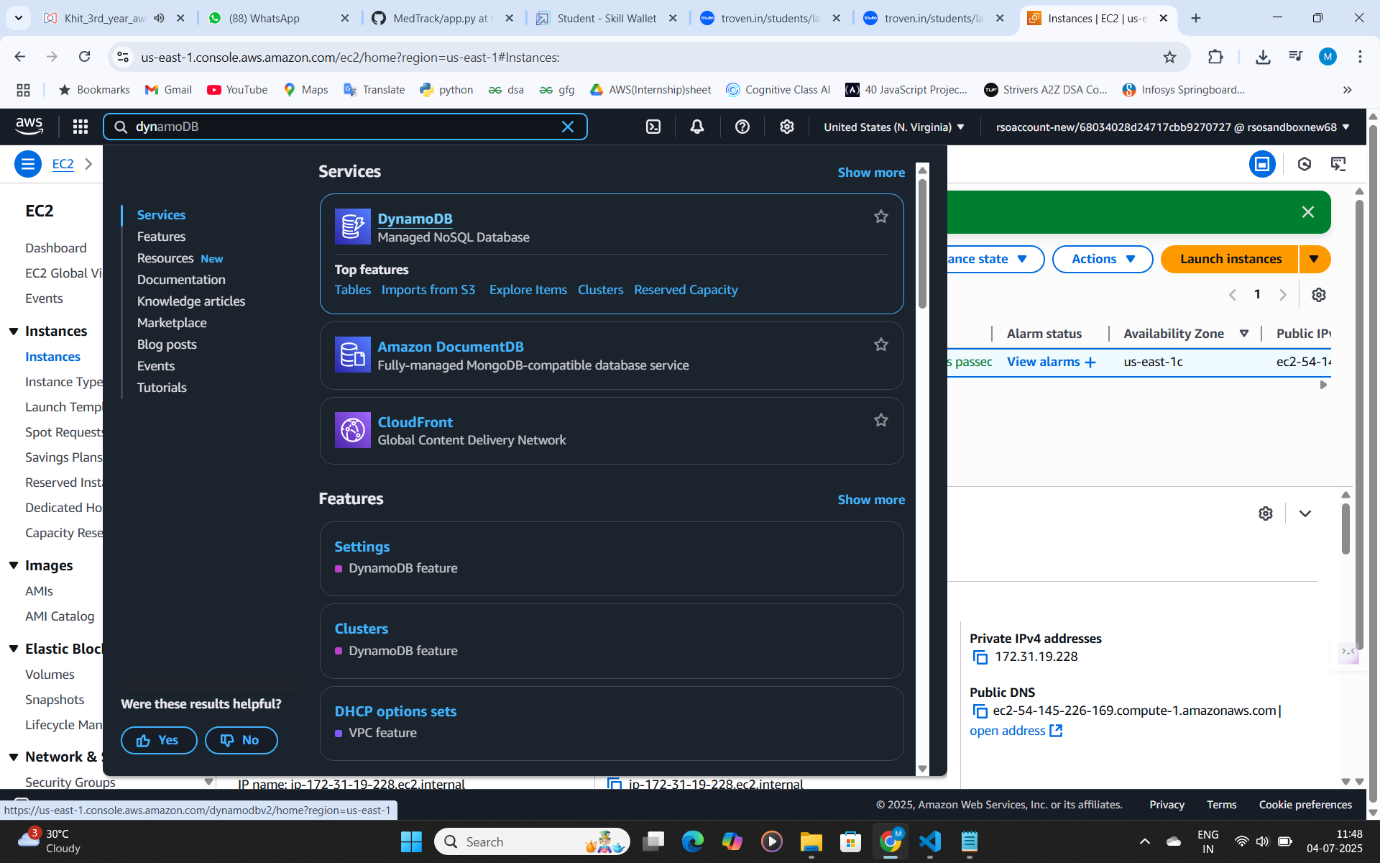 Khit_3rd_year_aw
(88) WhatsApp
MedTrack/app.py at
Student - Skill Wallet
troven.in/students/la
troven.in/students/la
Instances | EC2 | us-e
us-east-1.console.aws.amazon.com/ec2/home?region=us-east-1#Instances:
M
Bookmarks
Gmail
YouTube
Maps
Translate
python
dsa
gfg
AWS(Internship)sheet
Cognitive Class AI
40 JavaScript Projec...
Strivers A2Z DSA Co...
Infosys Springboard...
aws
dynamoDB
United States (N. Virginia)
rsoaccount-new/68034028d24717cbb9270727 @ rsosandboxnew68
EC2
EC2
Dashboard
EC2 Global Vi
Events
Instances
Instances
Instance Type
Launch Templ
Spot Requests
Savings Plans
Reserved Insta
Dedicated Ho
Capacity Rese
Images
AMIs
AMI Catalog
Elastic Block
Volumes
Snapshots
Lifecycle Man
Network & S
Security Groups
Services
Features
Resources New
Documentation
Knowledge articles
Marketplace
Blog posts
Events
Tutorials
Were these results helpful?
Yes
No
Services
Show more
DynamoDB
Managed NoSQL Database
Top features
Tables Imports from S3 Explore Items Clusters Reserved Capacity
Amazon DocumentDB
Fully-managed MongoDB-compatible database service
CloudFront
Global Content Delivery Network
Features
Show more
Settings
DynamoDB feature
Clusters
DynamoDB feature
DHCP options sets
VPC feature
ance state
Actions
Launch instances
1
Alarm status
Availability Zone
Public IPv
s passec
View alarms +
us-east-1c
ec2-54-14
Private IPv4 addresses
172.31.19.228
Public DNS
ec2-54-145-226-169.compute-1.amazonaws.com |
open address
IP name: ip-172-31-19-228.ec2.internal
ip-172-31-19-228.ec2.internal
https://us-east-1.console.aws.amazon.com/dynamodbv2/home?region=us-east-1
© 2025, Amazon Web Services, Inc. or its affiliates.
Privacy
Terms
Cookie preferences
3
30°C
Cloudy
Search
M
ENG
IN
11:48
04-07-2025